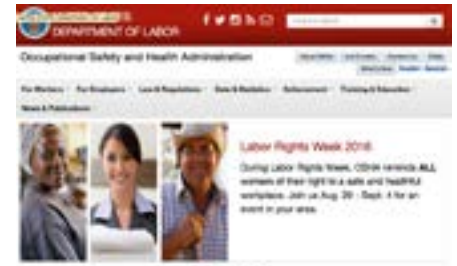 DEPARTMENT OF LABOR
Occupational Safety and Health Administration
For Workers For Employers Law & Regulations Data & Statistics Enforcement Training & Education
News & Publications
Labor Rights Week 2016
During Labor Rights Week, OSHA reminds ALL
workers of their right to a safe and healthful
workplace. Join us Aug. 29 - Sept. 4 for an
event in your area.